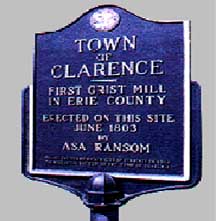 TOWN
OF
CLARENCE
FIRST GRIST MILL
IN ERIE COUNTY
ERECTED ON THIS SITE
JUNE 1803
BY
ASA RANSOM